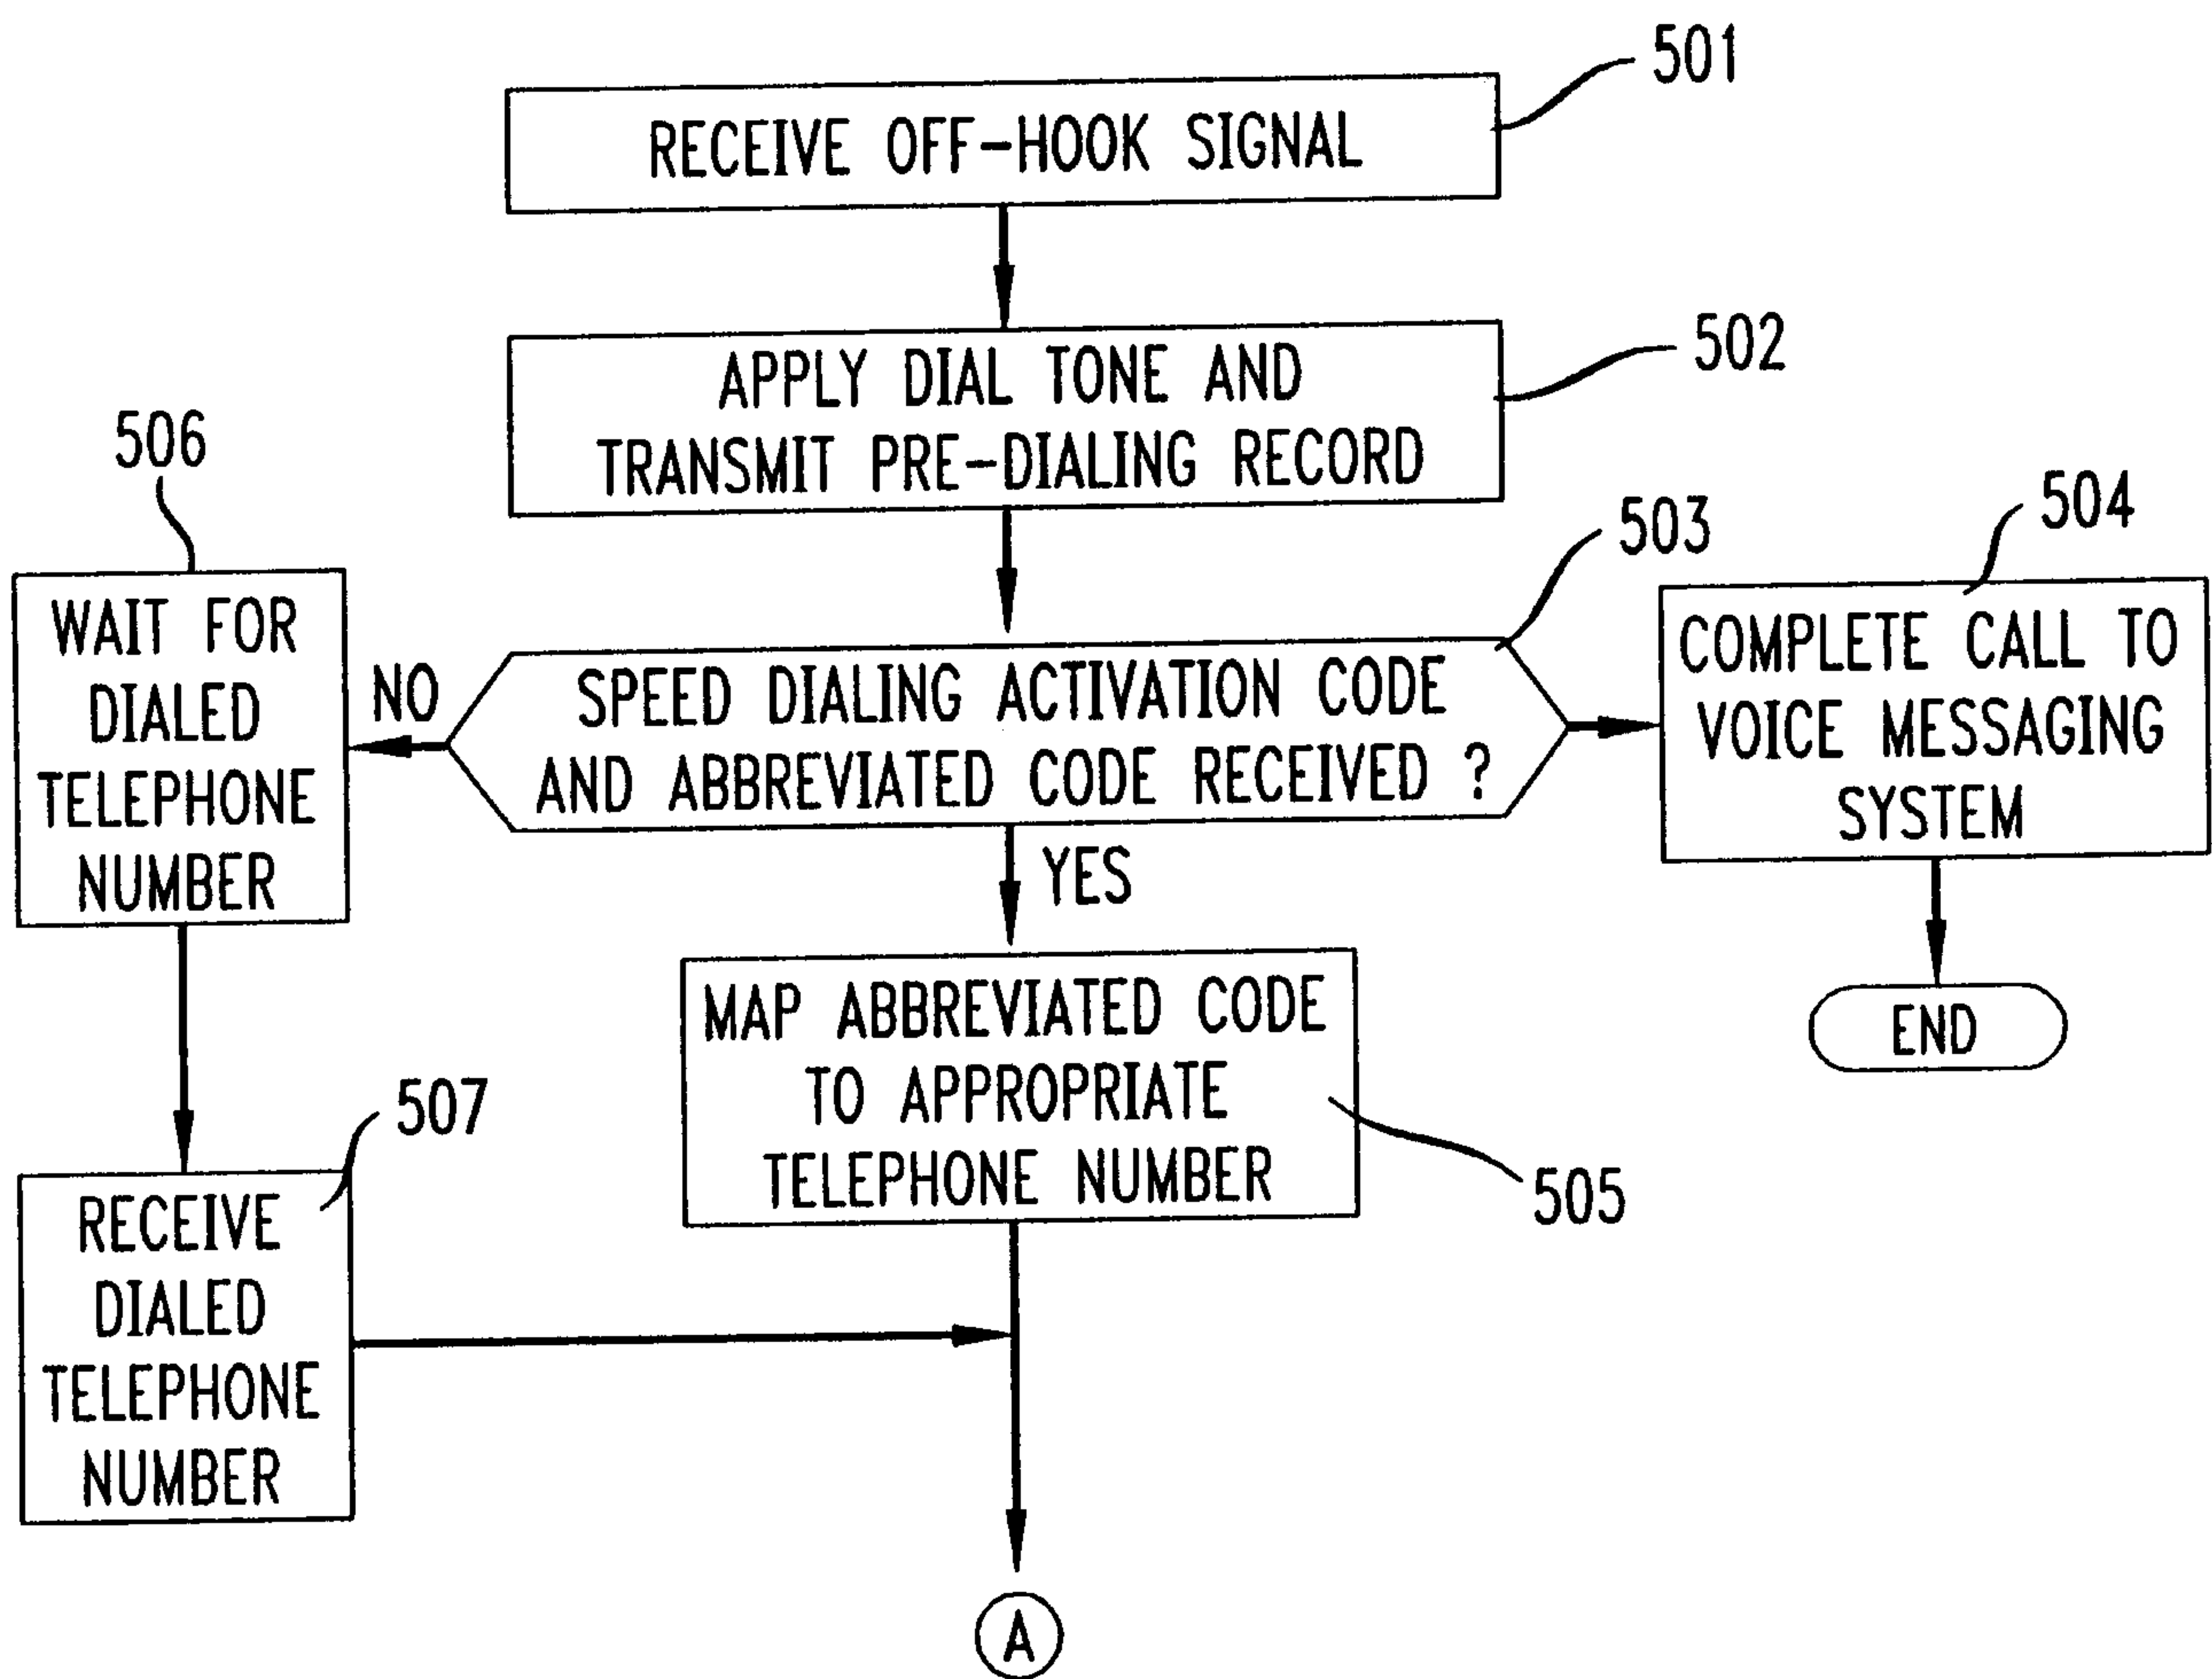 501
RECEIVE OFF-HOOK SIGNAL
502
APPLY DIAL TONE AND
TRANSMIT PRE-DIALING RECORD
506
WAIT FOR
DIALED
TELEPHONE
NUMBER
NO
503
SPEED DIALING ACTIVATION CODE
AND ABBREVIATED CODE RECEIVED ?
504
COMPLETE CALL TO
VOICE MESSAGING
SYSTEM
YES
END
MAP ABBREVIATED CODE
TO APPROPRIATE
TELEPHONE NUMBER
505
507
RECEIVE
DIALED
TELEPHONE
NUMBER
A